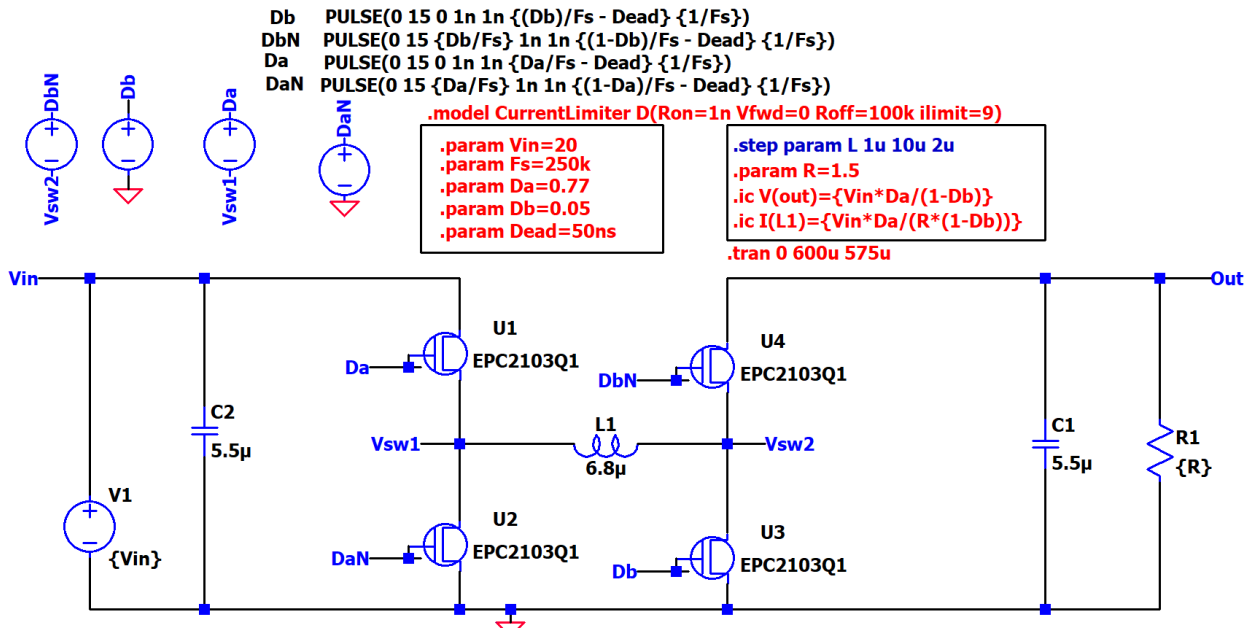 Db PULSE(0 15 0 1n 1n {(Db)/Fs - Dead} {1/Fs})
DbN PULSE(0 15 {Db/Fs} 1n 1n {(1-Db)/Fs - Dead} {1/Fs})
Da PULSE(0 15 0 1n 1n {Da/Fs - Dead} {1/Fs})
DaN PULSE(0 15 {Da/Fs} 1n 1n {(1-Da)/Fs - Dead} {1/Fs})
DbN
Db
Da
DaN
Vsw2
Vsw1
.model CurrentLimiter D(Ron=1n Vfwd=0 Roff=100k ilimit=9)
.param Vin=20
.param Fs=250k
.param Da=0.77
.param Db=0.05
.param Dead=50ns
.step param L 1u 10u 2u
.param R=1.5
.ic V(out)={Vin*Da/(1-Db)}
.ic I(L1)={Vin*Da/(R*(1-Db))}
.tran 0 600u 575u
Vin
Out
U1
EPC2103Q1
Da
U4
EPC2103Q1
DbN
C2
5.5µ
Vsw1
L1
6.8µ
Vsw2
C1
5.5µ
R1
{R}
V1
{Vin}
U2
EPC2103Q1
DaN
U3
EPC2103Q1
Db